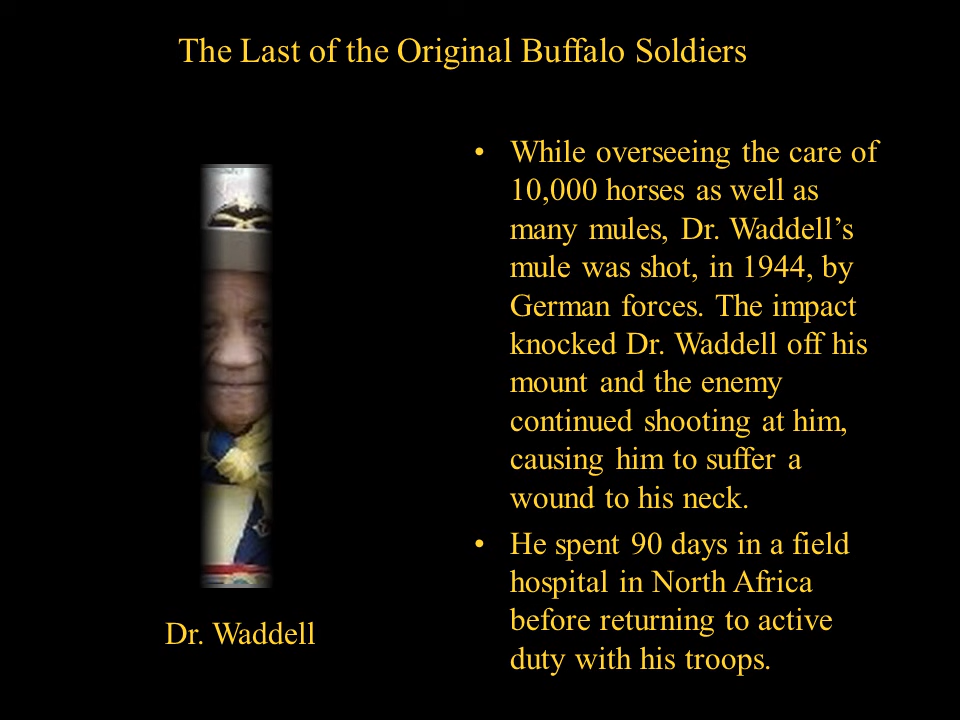 The Last of the Original Buffalo Soldiers
• While overseeing the care of
10,000 horses as well as
many mules, Dr. Waddell’s
mule was shot, in 1944, by
German forces. The impact
knocked Dr. Waddell off his
mount and the enemy
continued shooting at him,
causing him to suffer a
wound to his neck.
• He spent 90 days in a field
hospital in North Africa
before returning to active
duty with his troops.
Dr. Waddell